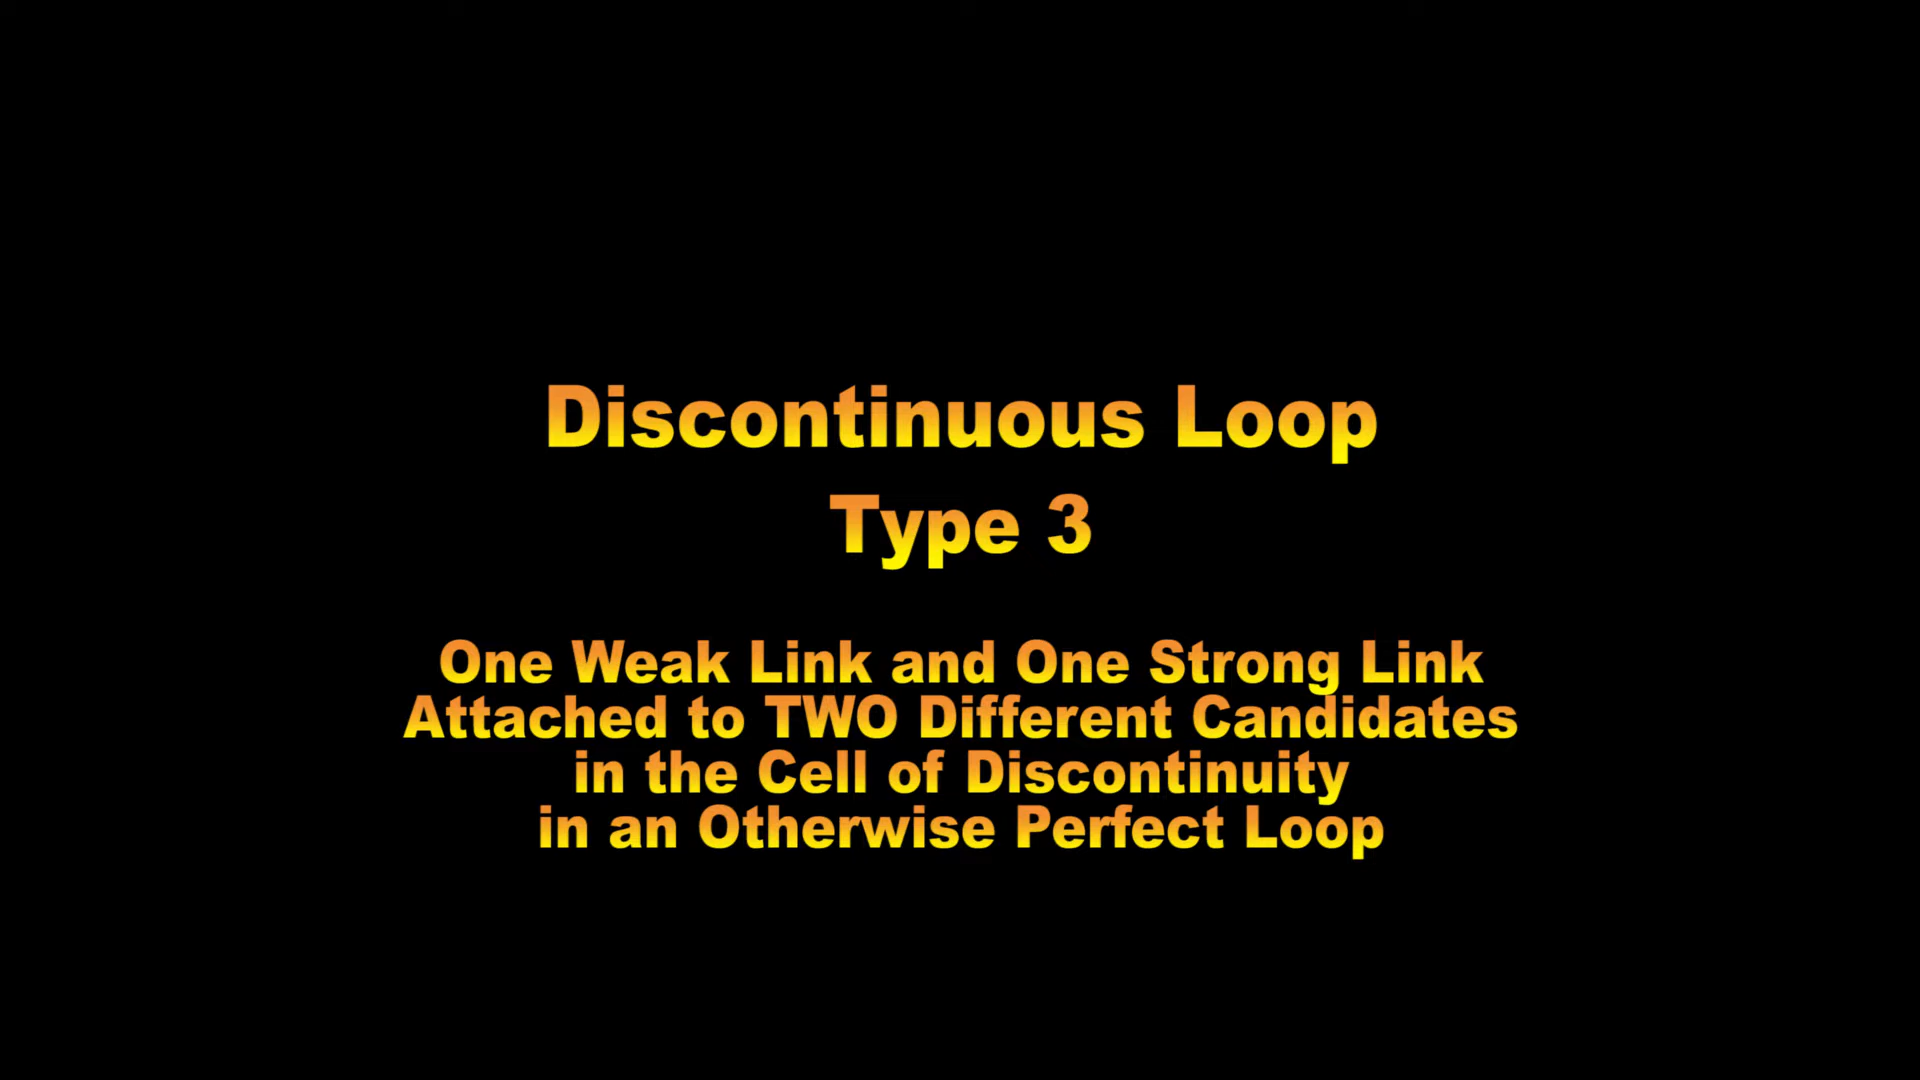 Discontinuous Loop
Type 3
One Weak Link and One Strong Link
Attached to TWO Different Candidates
in the Cell of Discontinuity
in an Otherwise Perfect Loop